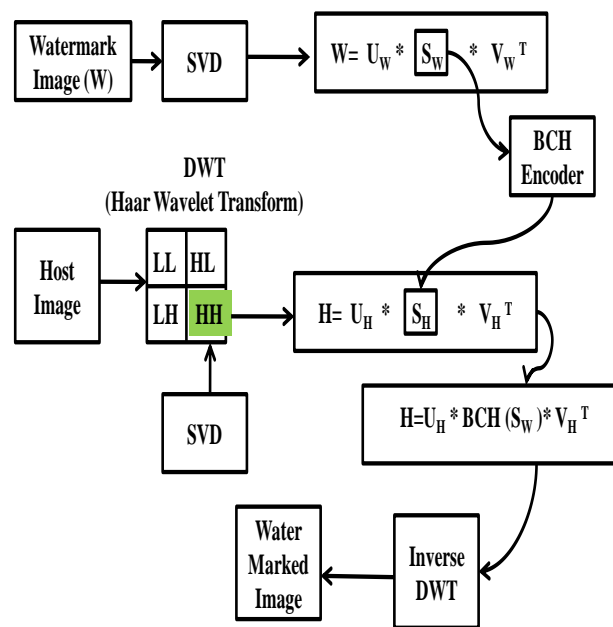 Watermark
Image (W)
SVD
W= U_W * S_W * V_W^T
BCH
Encoder
DWT
(Haar Wavelet Transform)
Host
Image
LL HL
LH HH
H= U_H * S_H * V_H^T
SVD
H=U_H*BCH(S_W)*V_H^T
Water
Marked
Image
Inverse
DWT